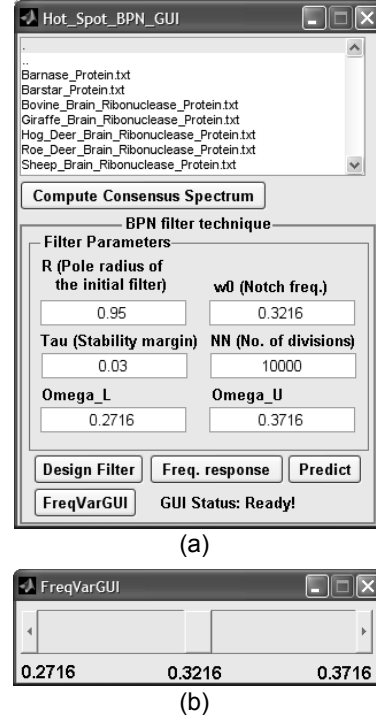 Hot_Spot_BPN_GUI
.
..
Barnase_Protein.txt
Barstar_Protein.txt
Bovine_Brain_Ribonuclease_Protein.txt
Giraffe_Brain_Ribonuclease_Protein.txt
Hog_Deer_Brain_Ribonuclease_Protein.txt
Roe_Deer_Brain_Ribonuclease_Protein.txt
Sheep_Brain_Ribonuclease_Protein.txt
Compute Consensus Spectrum
BPN filter technique
Filter Parameters
R (Pole radius of
the initial filter) w0 (Notch freq.)
0.95 0.3216
Tau (Stability margin) NN (No. of divisions)
0.03 10000
Omega_L Omega_U
0.2716 0.3716
Design Filter Freq. response Predict
FreqVarGUI GUI Status: Ready!
(a)
FreqVarGUI
0.2716 0.3216 0.3716
(b)